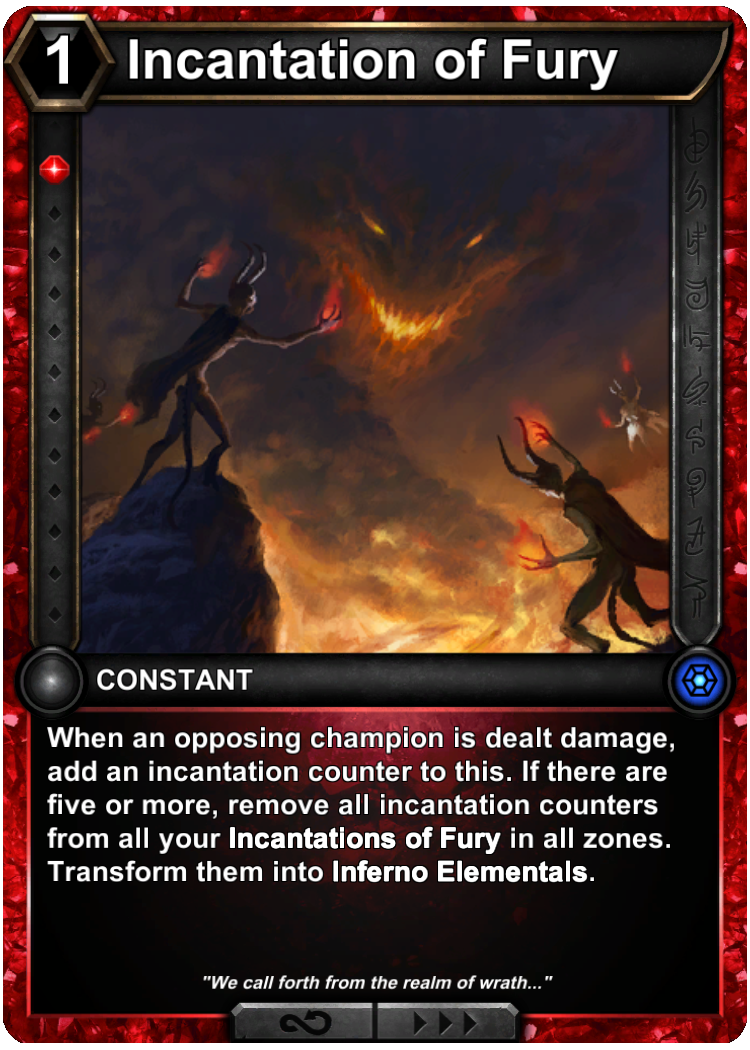 1
Incantation of Fury
CONSTANT
When an opposing champion is dealt damage,
add an incantation counter to this. If there are
five or more, remove all incantation counters
from all your Incantations of Fury in all zones.
Transform them into Inferno Elementals.
"We call forth from the realm of wrath..."